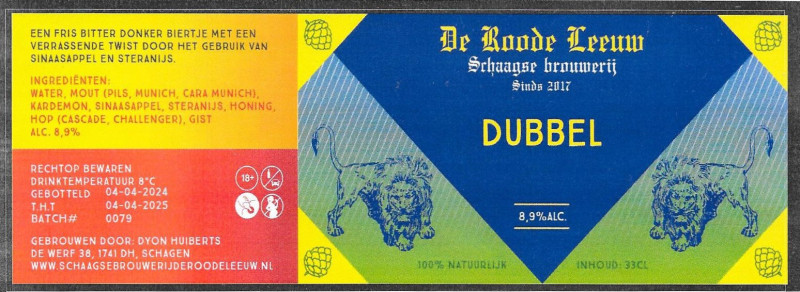 EEN FRIS BITTER DONKER BIERTJE MET EEN
VERRASSENDE TWIST DOOR HET GEBRUIK VAN
SINAASAPPEL EN STERANIJS.
INGREDIËNTEN:
WATER, MOUT (PILS, MUNICH, CARA MUNICH),
KARDEMON, SINAASAPPEL, STERANIJS, HONING,
HOP (CASCADE, CHALLENGER), GIST
ALC. 8,9%
RECHTOP BEWAREN
DRINKTEMPERATUUR 8°C
GEBOTTELD 04-04-2024
T.H.T 04-04-2025
BATCH# 0079
18+
GEBROUWEN DOOR: DYON HUIBERTS
DE WERF 38, 1741 DH, SCHAGEN
WWW.SCHAAGSEBROUWERIJDEROODELEEUW.NL
De Roode Leeuw
Schaagse brouwerij
Sinds 2017
DUBBEL
8,9% ALC.
100% NATUURLIJK
INHOUD: 33CL